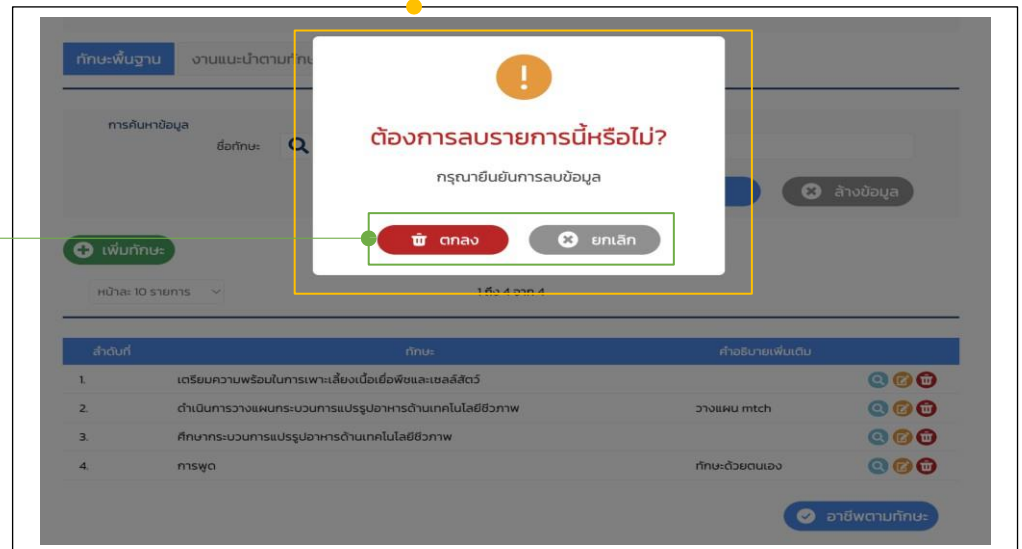 ทักษะพื้นฐาน
งานแนะนำตามทักษ
ต้องการลบรายการนี้หรือไม่?
กรุณายืนยันการลบข้อมูล
การค้นหาข้อมูล
ชื่อทักษะ
ล้างข้อมูล
ตกลง
ยกเลิก
เพิ่มทักษะ
หน้าละ 10 รายการ
1 ถึง 4 จาก 4
ลำดับที่ ทักษะ คำอธิบายเพิ่มเติม
1. เตรียมความพร้อมในการเพาะเลี้ยงเนื้อเยื่อพืชและเซลล์สัตว์
2. ดำเนินการวางแผนกระบวนการแปรรูปอาหารด้านเทคโนโลยีชีวภาพ วางแผน mtch
3. ศึกษากระบวนการแปรรูปอาหารด้านเทคโนโลยีชีวภาพ
4. การพูด ทักษะด้วยตนเอง
อาชีพตามทักษะ